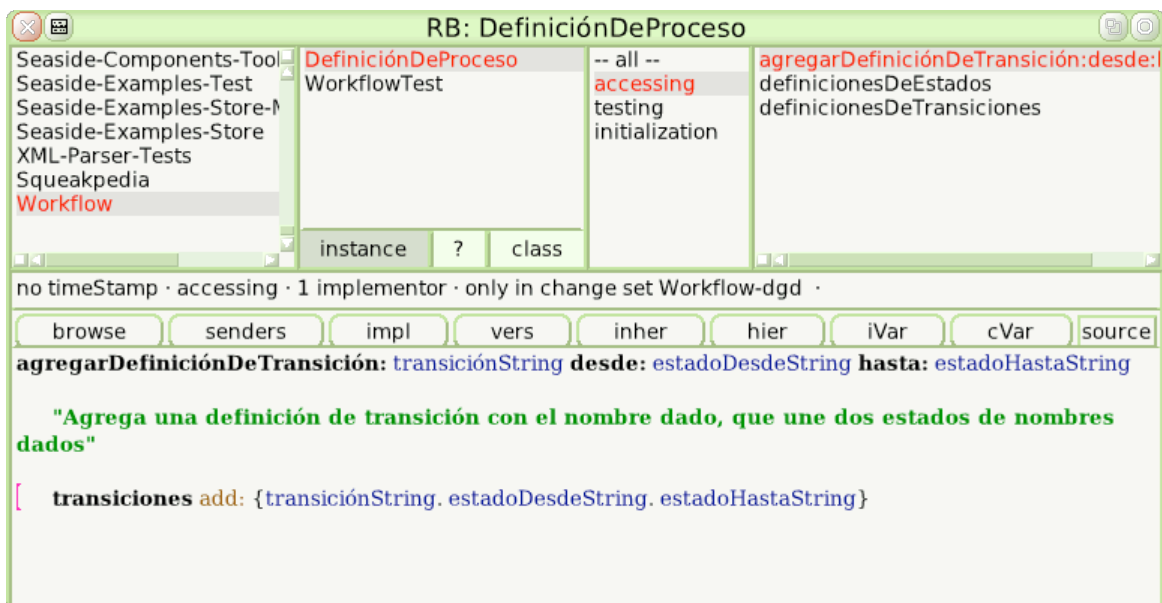 RB: DefiniciónDeProceso
Seaside-Components-Tool
Seaside-Examples-Test
Seaside-Examples-Store-
Seaside-Examples-Store
XML-Parser-Tests
Squeakpedia
Workflow
DefiniciónDeProceso
WorkflowTest
instance ? class
-- all --
accessing
testing
initialization
agregarDefiniciónDeTransición:desde:
definicionesDeEstados
definicionesDeTransiciones
no timeStamp · accessing · 1 implementor · only in change set Workflow-dgd ·
browse senders impl vers inher hier iVar cVar source
agregarDefiniciónDeTransición: transiciónString desde: estadoDesdeString hasta: estadoHastaString
"Agrega una definición de transición con el nombre dado, que une dos estados de nombres
dados"
transiciones add: {transiciónString. estadoDesdeString. estadoHastaString}